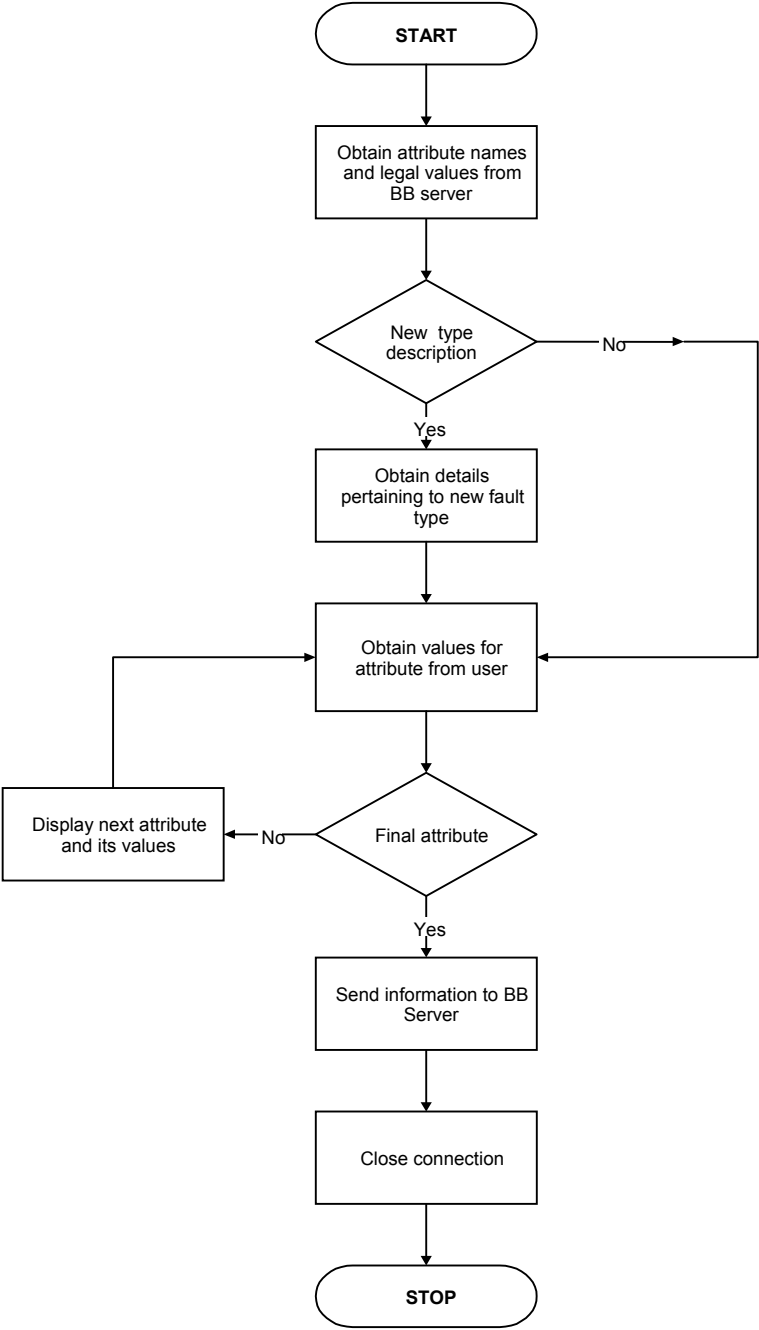 START
Obtain attribute names
and legal values from
BB server
New type
description
No
Yes
Obtain details
pertaining to new fault
type
Obtain values for
attribute from user
Display next attribute
and its values
No
Final attribute
Yes
Send information to BB
Server
Close connection
STOP